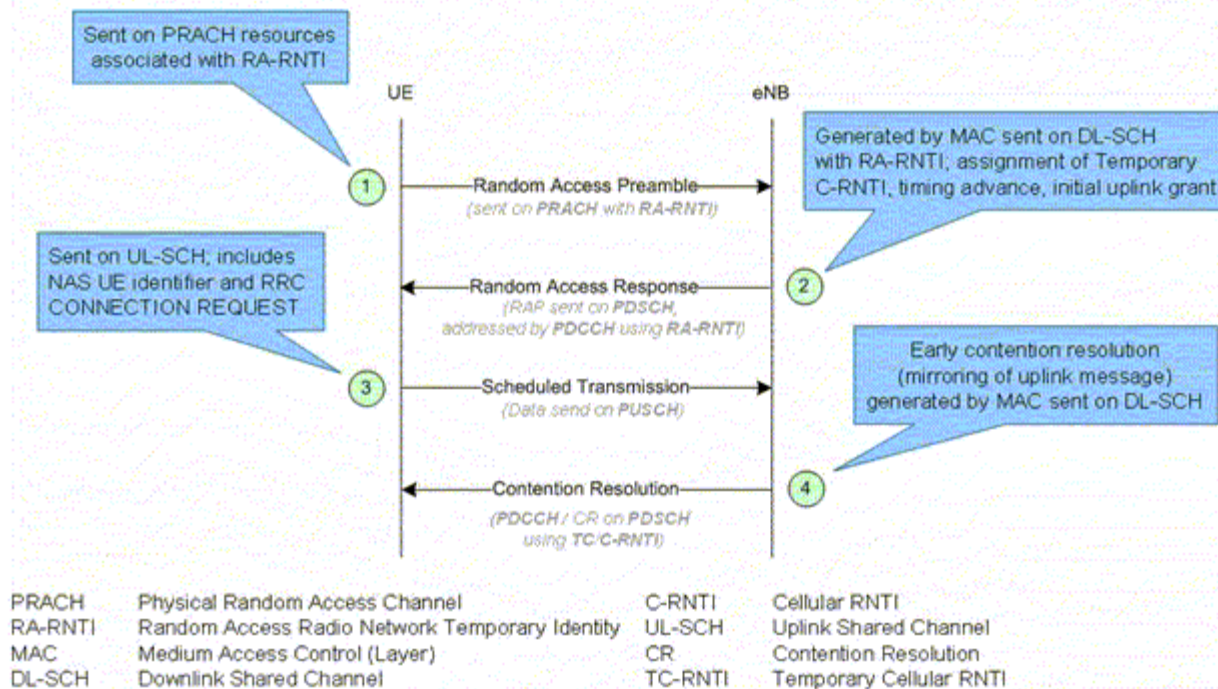 Sent on PRACH resources
associated with RA-RNTI
UE
eNB
Generated by MAC sent on DL-SCH
with RA-RNTI; assignment of Temporary
C-RNTI, timing advance, initial uplink grant
1
Random Access Preamble
(sent on PRACH with RA-RNTI)
Sent on UL-SCH; includes
NAS UE identifier and RRC
CONNECTION REQUEST
2
Random Access Response
(RAR sent on PDSCH,
addressed by PDCCH using RA-RNTI)
Early contention resolution
(mirroring of uplink message)
generated by MAC sent on DL-SCH
3
Scheduled Transmission
(Data send on PUSCH)
Contention Resolution
4
(PDCCH / CR on PDSCH
using TC/C-RNTI)
PRACH Physical Random Access Channel C-RNTI Cellular RNTI
RA-RNTI Random Access Radio Network Temporary Identity UL-SCH Uplink Shared Channel
MAC Medium Access Control (Layer) CR Contention Resolution
DL-SCH Downlink Shared Channel TC-RNTI Temporary Cellular RNTI